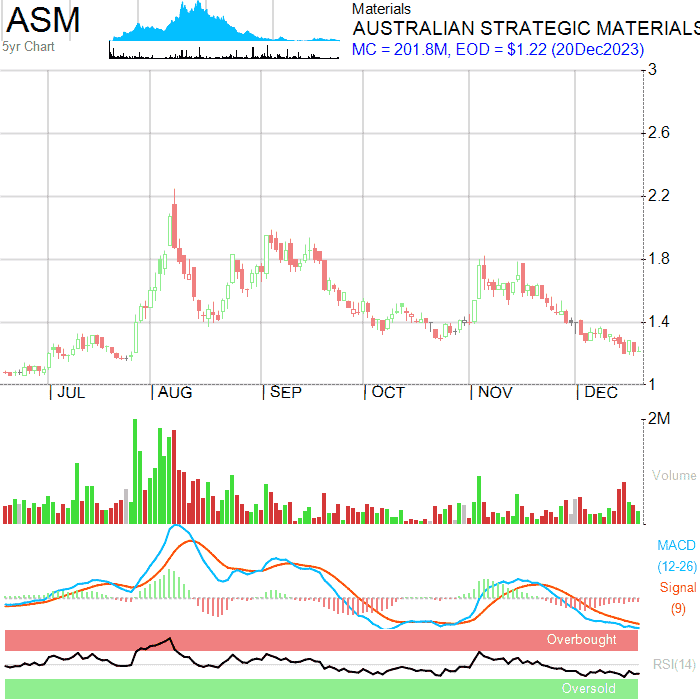 ASM
5yr Chart
Materials
AUSTRALIAN STRATEGIC MATERIALS
MC = 201.8M, EOD = $1.22 (20Dec2023)
3
2.6
2.2
1.8
1.4
1
JUL
AUG
SEP
OCT
NOV
DEC
2M
Volume
MACD
(12-26)
Signal
(9)
Overbought
RSI(14)
Oversold